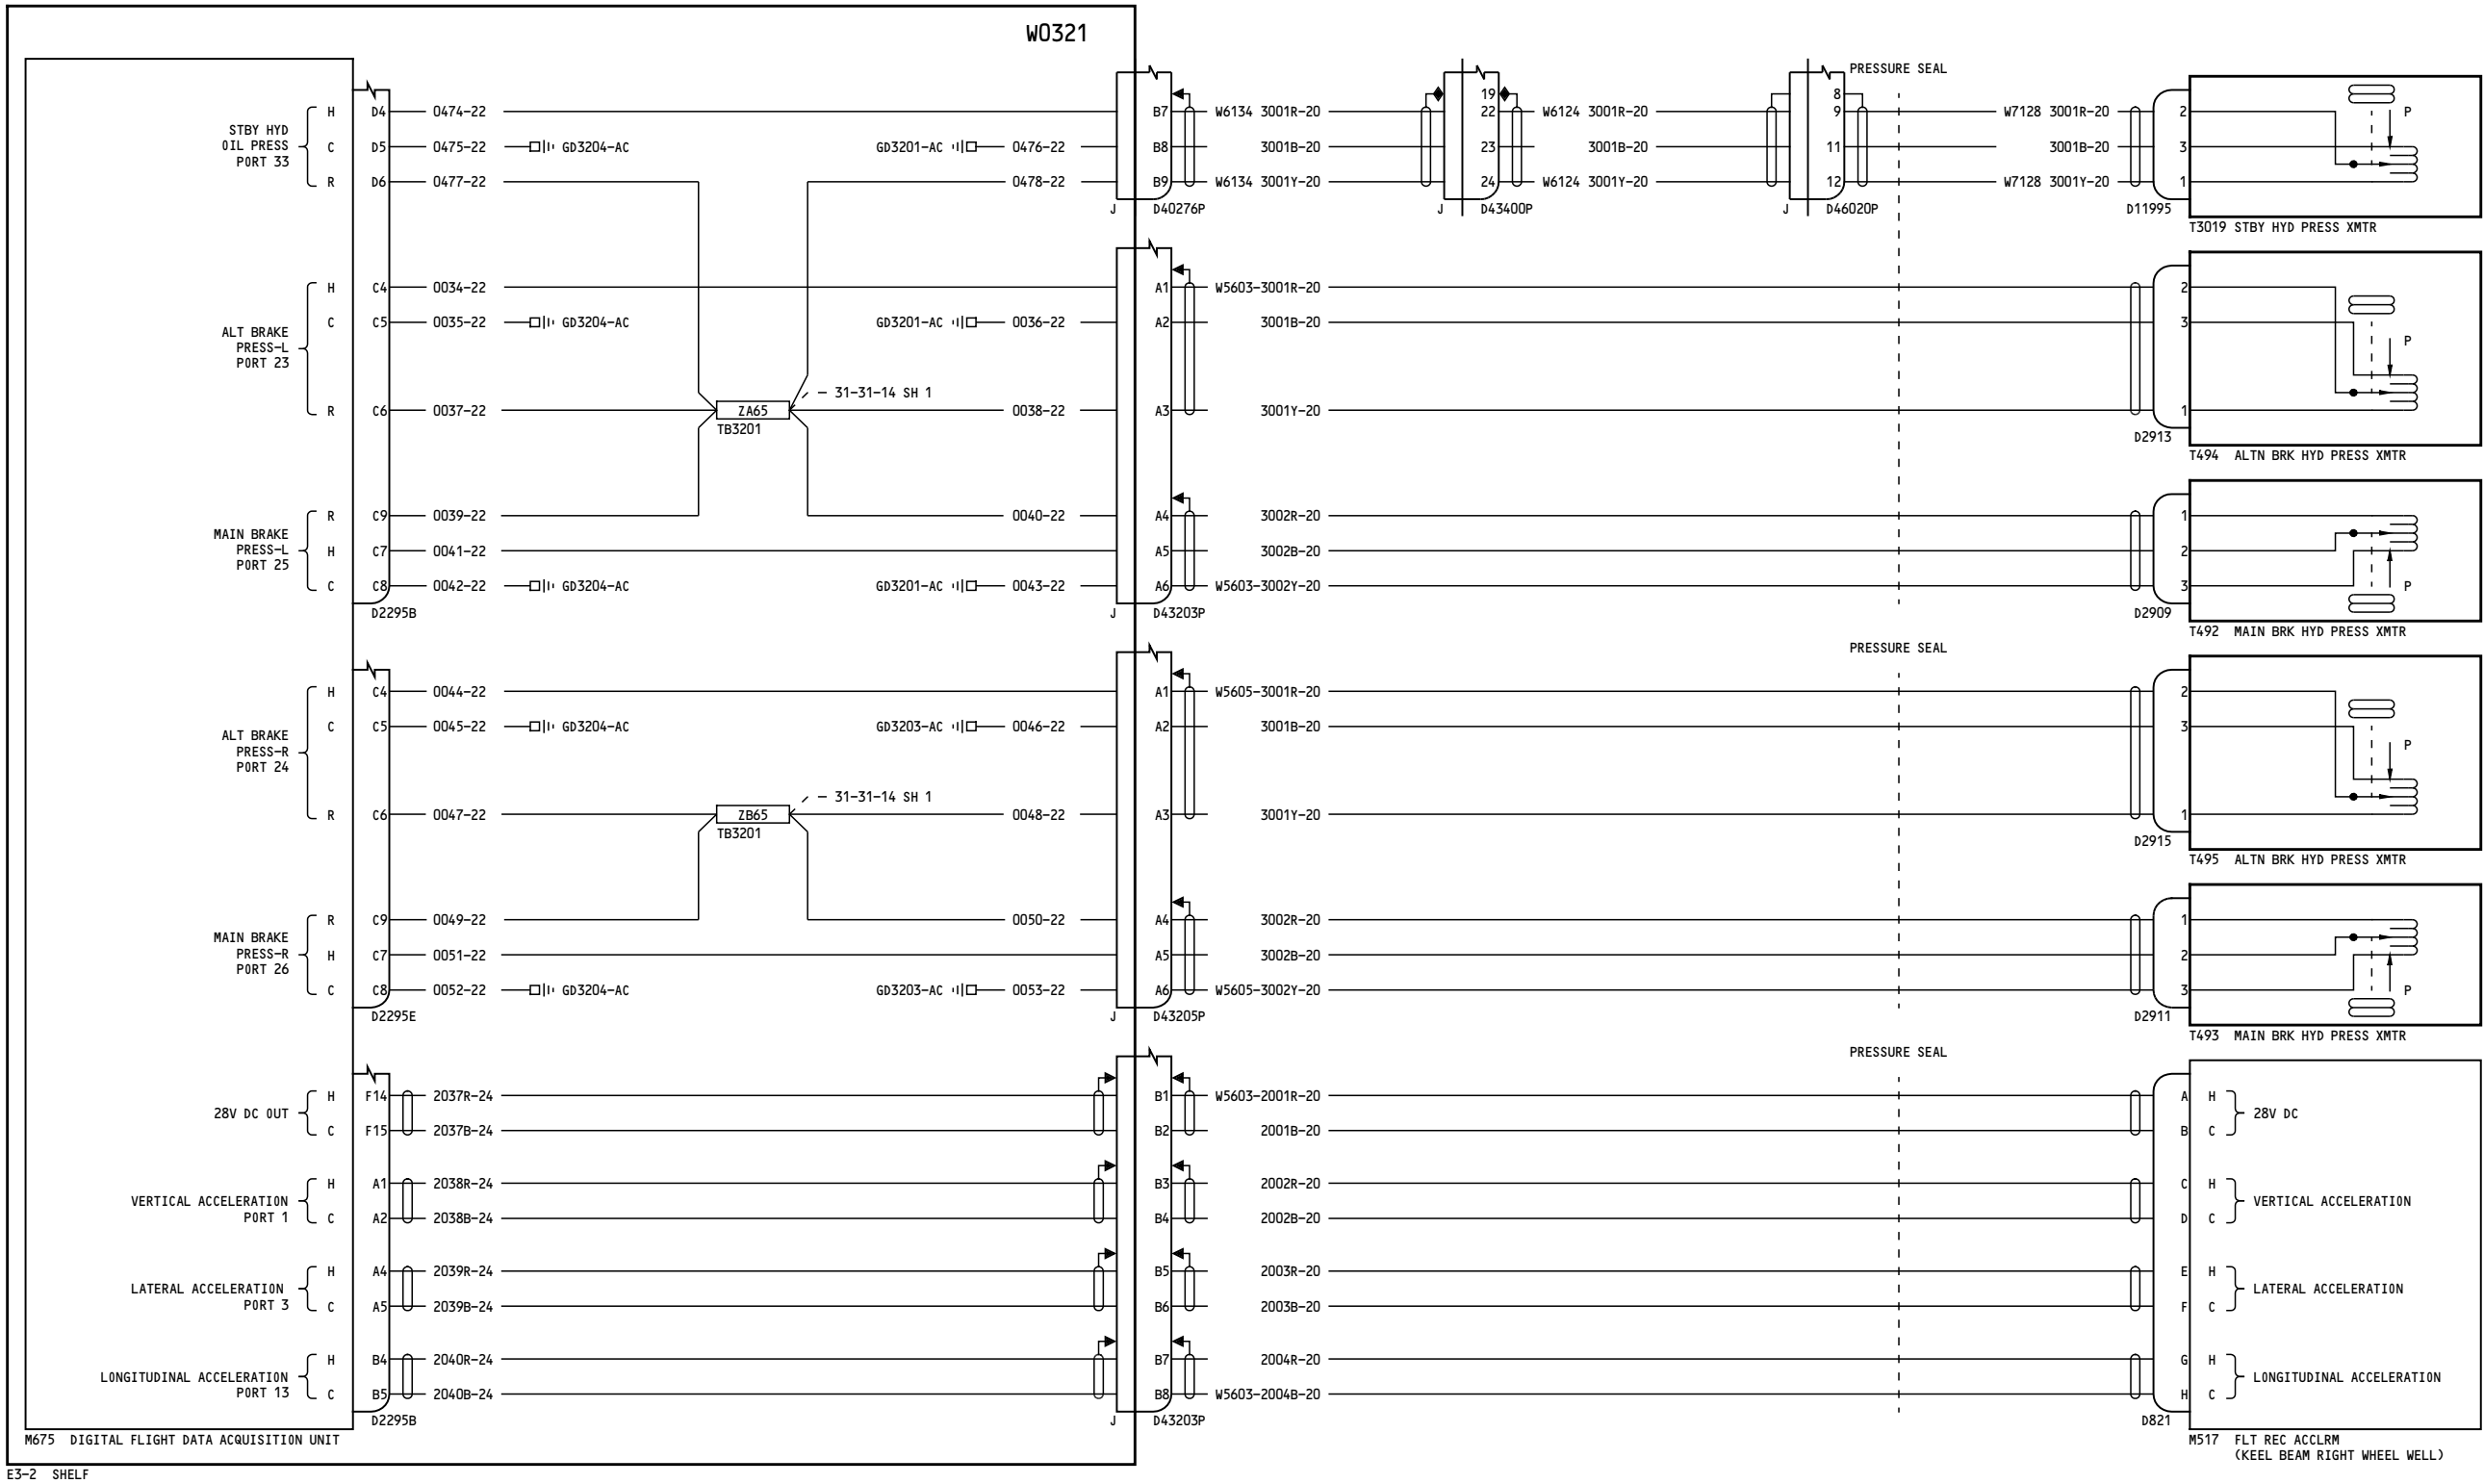 W0321
PRESSURE SEAL
STBY HYD
OIL PRESS
PORT 33
H D4 0474-22 B7 W6134 3001R-20 19 22 W6124 3001R-20 8 9 W7128 3001R-20 2 P
C D5 0475-22 GD3204-AC GD3201-AC 0476-22 B8 3001B-20 23 3001B-20 11 3001B-20 3
R D6 0477-22 0478-22 B9 W6134 3001Y-20 24 W6124 3001Y-20 12 W7128 3001Y-20 1
J D40276P J D43400P J D46020P D11995
T3019 STBY HYD PRESS XMTR
ALT BRAKE
PRESS-L
PORT 23
H C4 0034-22 A1 W5603-3001R-20 2
C C5 0035-22 GD3204-AC GD3201-AC 0036-22 A2 3001B-20 3
P
31-31-14 SH 1
R C6 0037-22 ZA65 0038-22 A3 3001Y-20 1
TB3201
D2913
T494 ALTN BRK HYD PRESS XMTR
MAIN BRAKE
PRESS-L
PORT 25
R C9 0039-22 0040-22 A4 3002R-20 1
H C7 0041-22 A5 3002B-20 2
C C8 0042-22 GD3204-AC GD3201-AC 0043-22 A6 W5603-3002Y-20 3 P
D2295B J D43203P D2909
T492 MAIN BRK HYD PRESS XMTR
PRESSURE SEAL
ALT BRAKE
PRESS-R
PORT 24
H C4 0044-22 A1 W5605-3001R-20 2
C C5 0045-22 GD3204-AC GD3203-AC 0046-22 A2 3001B-20 3
P
31-31-14 SH 1
R C6 0047-22 ZB65 0048-22 A3 3001Y-20 1
TB3201
D2915
T495 ALTN BRK HYD PRESS XMTR
MAIN BRAKE
PRESS-R
PORT 26
R C9 0049-22 0050-22 A4 3002R-20 1
H C7 0051-22 A5 3002B-20 2
C C8 0052-22 GD3204-AC GD3203-AC 0053-22 A6 W5605-3002Y-20 3 P
D2295E J D43205P D2911
T493 MAIN BRK HYD PRESS XMTR
PRESSURE SEAL
28V DC OUT
H F14 2037R-24 B1 W5603-2001R-20 A H
28V DC
C F15 2037B-24 B2 2001B-20 B C
VERTICAL ACCELERATION
PORT 1
H A1 2038R-24 B3 2002R-20 C H
VERTICAL ACCELERATION
C A2 2038B-24 B4 2002B-20 D C
LATERAL ACCELERATION
PORT 3
H A4 2039R-24 B5 2003R-20 E H
LATERAL ACCELERATION
C A5 2039B-24 B6 2003B-20 F C
LONGITUDINAL ACCELERATION
PORT 13
H B4 2040R-24 B7 2004R-20 G H
LONGITUDINAL ACCELERATION
C B5 2040B-24 B8 W5603-2004B-20 H C
D2295B J D43203P D821
M675 DIGITAL FLIGHT DATA ACQUISITION UNIT
M517 FLT REC ACCLRM
(KEEL BEAM RIGHT WHEEL WELL)
E3-2 SHELF